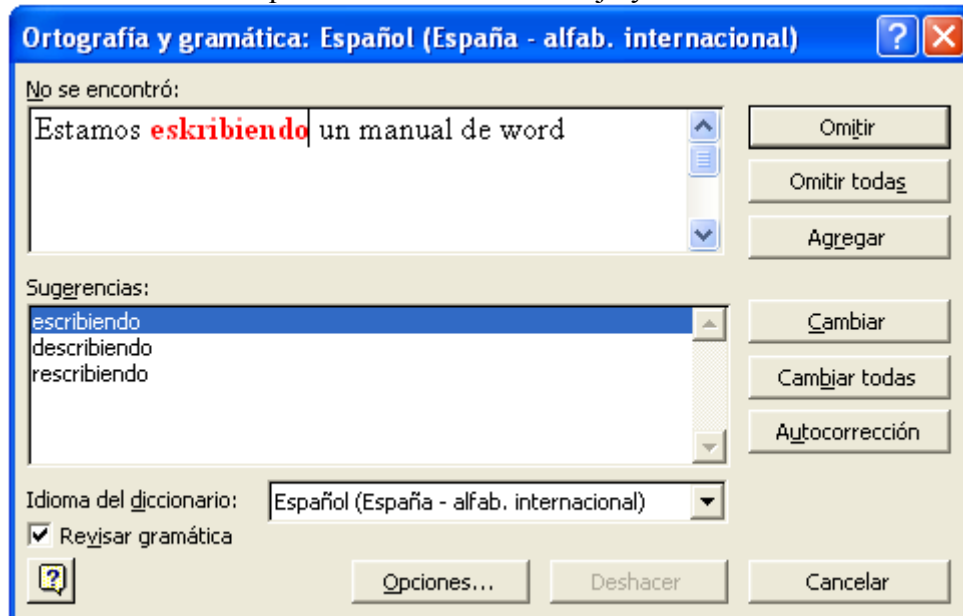 Ortografía y gramática: Español (España - alfab. internacional)
No se encontró:
Estamos eskribiendo un manual de word
Omitir
Omitir todas
Agregar
Sugerencias:
escribiendo
describiendo
rescribiendo
Cambiar
Cambiar todas
Autocorrección
Idioma del diccionario:
Español (España - alfab. internacional)
Revisar gramática
Opciones...
Deshacer
Cancelar